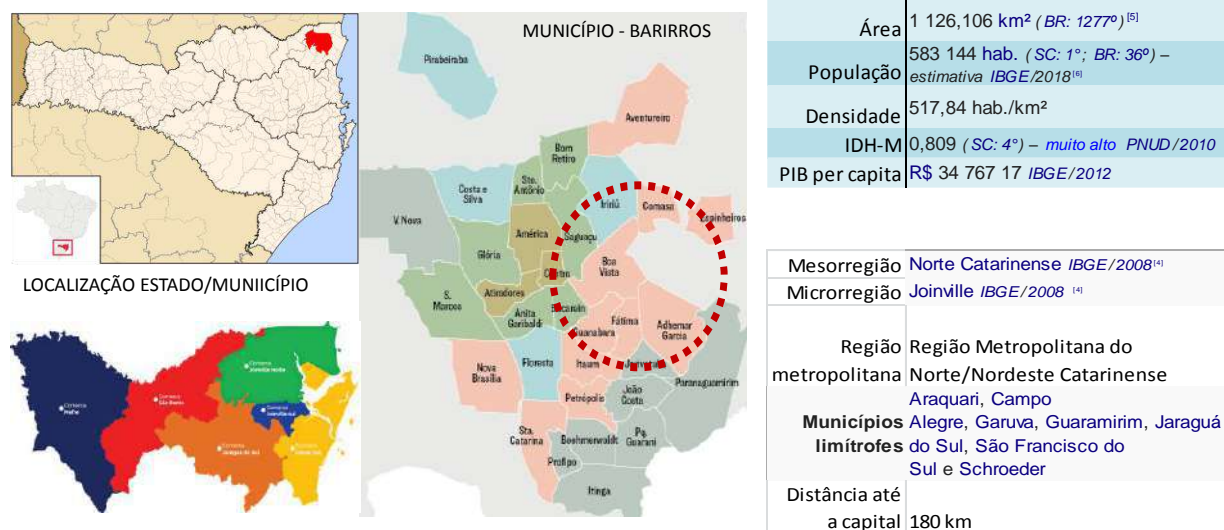 LOCALIZAÇÃO ESTADO/MUNIICÍPIO
MUNICÍPIO - BARIRROS
Pirabeiraba
Aventureiro
Bom
Retiro
Sto.
Antônio
Costa e
Silva
Iririú
Comasa
Espinheiros
V. Nova
América
Saguaçu
Glória
Boa
Vista
Centro
Atiradores
S.
Marcos
Anita
Garibaldi
Bucarein
Fátima
Adhemar
Garcia
Guanabara
Floresta
Itaum
Jarivatuba
Nova
Brasília
Paranaguamirim
Petrópolis
João
Costa
Sta.
Catarina
Boehmerwaldt
Pq.
Guarani
Profipo
Itinga
Área 1 126,106 km² (BR: 1277º) [5]
População 583 144 hab. (SC: 1°; BR: 36º) –
estimativa IBGE/2018[6]
Densidade 517,84 hab./km²
IDH-M 0,809 (SC: 4°) – muito alto PNUD/2010
PIB per capita R$ 34 767 17 IBGE/2012
Mesorregião Norte Catarinense IBGE/2008[4]
Microrregião Joinville IBGE/2008 [4]
Região metropolitana Região Metropolitana do
Norte/Nordeste Catarinense
Municípios limítrofes Araquari, Campo
Alegre, Garuva, Guaramirim, Jaraguá
do Sul, São Francisco do
Sul e Schroeder
Distância até
a capital 180 km